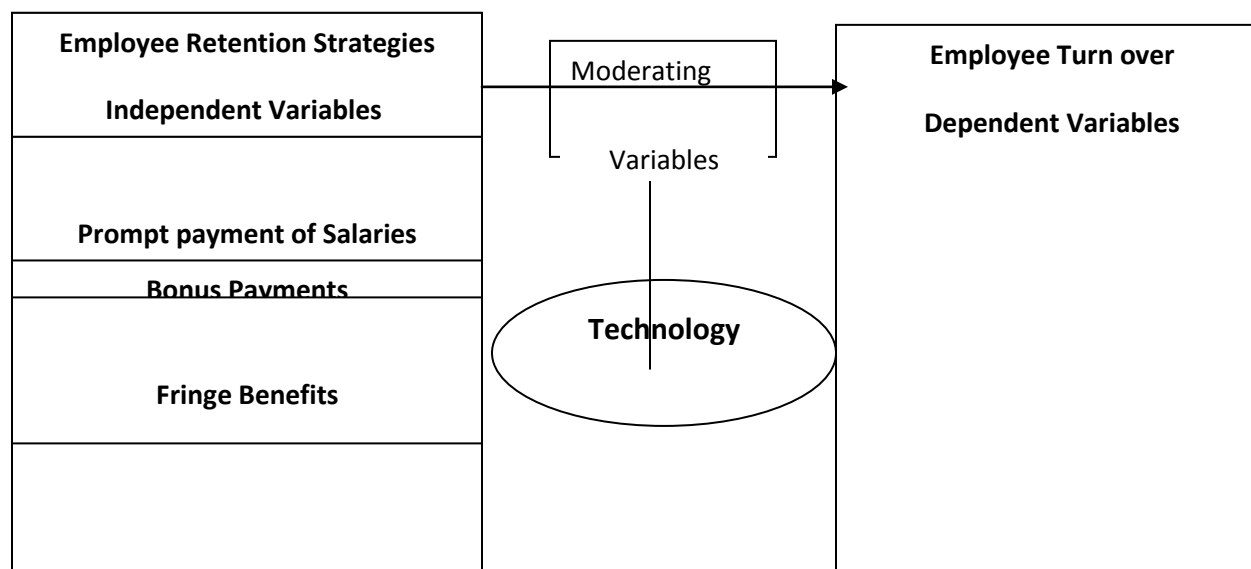 Employee Retention Strategies
Independent Variables
Prompt payment of Salaries
Bonus Payments
Fringe Benefits
Moderating
Variables
Technology
Employee Turn over
Dependent Variables